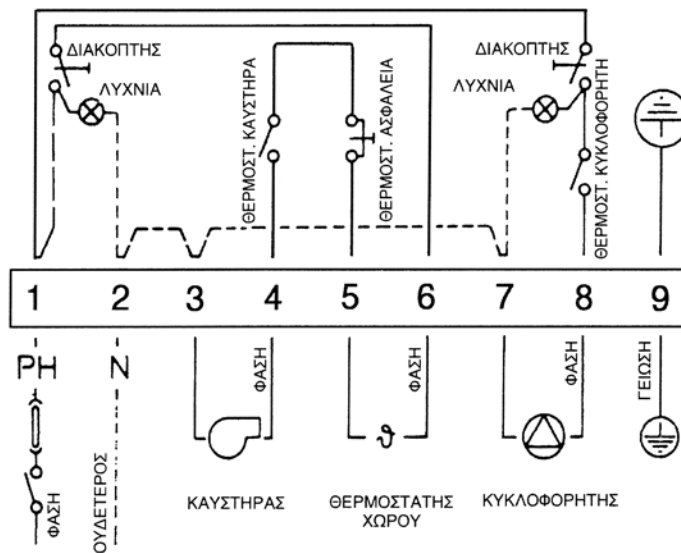 ΔΙΑΚΟΠΤΗΣ
ΛΥΧΝΙΑ
ΘΕΡΜΟΣΤ. ΚΑΥΣΤΗΡΑ
ΘΕΡΜΟΣΤ. ΑΣΦΑΛΕΙΑ
ΔΙΑΚΟΠΤΗΣ
ΛΥΧΝΙΑ
ΘΕΡΜΟΣΤ. ΚΥΚΛΟΦΟΡΗΤΗ
1 2 3 4 5 6 7 8 9
PH
N
ΦΑΣΗ
ΟΥΔΕΤΕΡΟΣ
ΦΑΣΗ
ΦΑΣΗ
ΦΑΣΗ
ΓΕΙΩΣΗ
θ
ΚΑΥΣΤΗΡΑΣ
ΘΕΡΜΟΣΤΑΤΗΣ
ΧΩΡΟΥ
ΚΥΚΛΟΦΟΡΗΤΗΣ